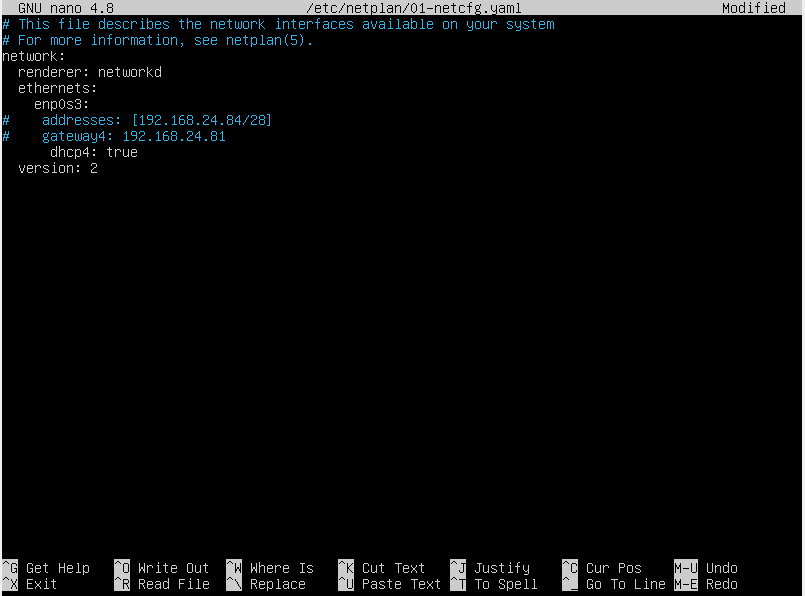 GNU nano 4.8 /etc/netplan/01-netcfg.yaml Modified
# This file describes the network interfaces available on your system
# For more information, see netplan(5).
network:
  renderer: networkd
  ethernets:
    enp0s3:
#    addresses: [192.168.24.84/28]
#    gateway4: 192.168.24.81
      dhcp4: true
  version: 2
^G Get Help ^O Write Out ^W Where Is ^K Cut Text ^J Justify ^C Cur Pos M-U Undo
^X Exit ^R Read File ^\ Replace ^U Paste Text ^T To Spell ^_ Go To Line M-E Redo